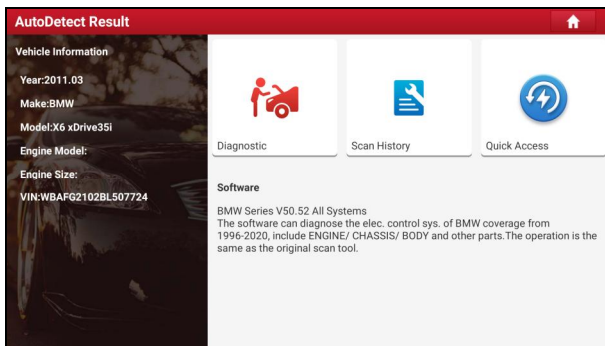 AutoDetect Result
Vehicle Information
Year:2011.03
Make:BMW
Model:X6 xDrive35i
Engine Model:
Engine Size:
VIN:WBAFG2102BL507724
Diagnostic
Scan History
Quick Access
Software
BMW Series V50.52 All Systems
The software can diagnose the elec. control sys. of BMW coverage from
1996-2020, include ENGINE/ CHASSIS/ BODY and other parts.The operation is the
same as the original scan tool.